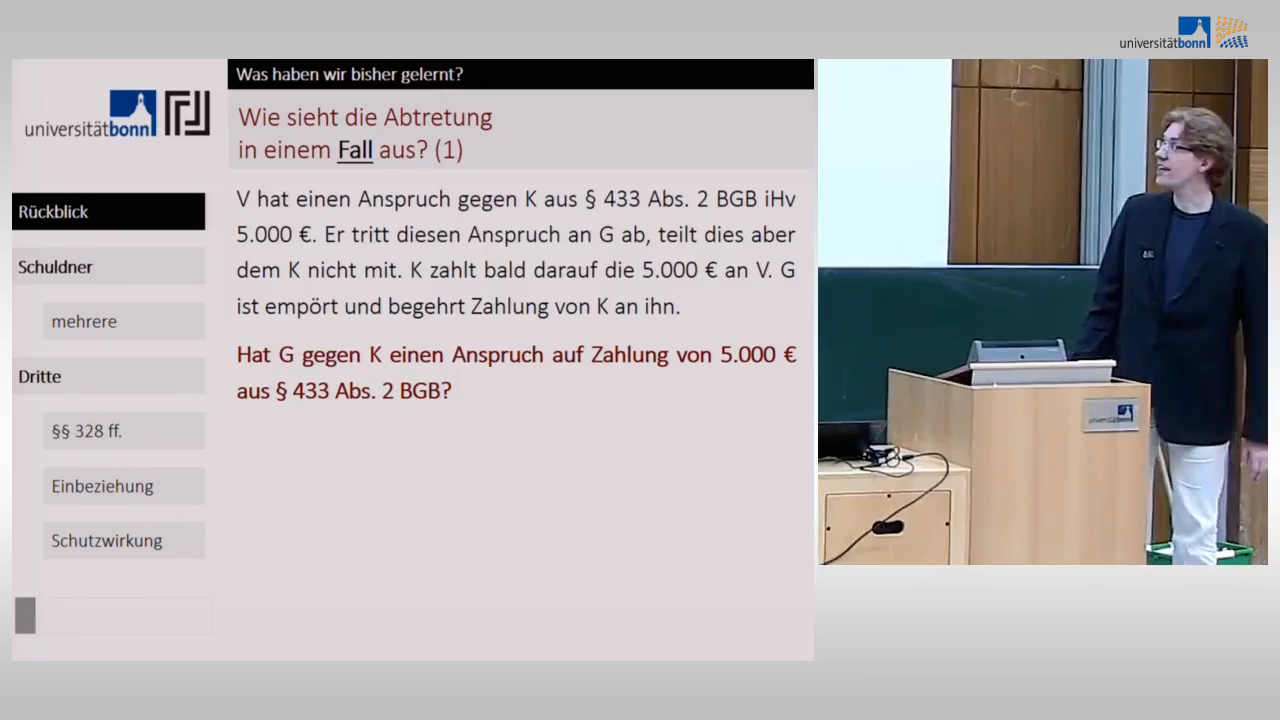 universitätbonn
Was haben wir bisher gelernt?
universitätbonn
Wie sieht die Abtretung
in einem Fall aus? (1)
Rückblick
Schuldner
mehrere
Dritte
§§ 328 ff.
Einbeziehung
Schutzwirkung
V hat einen Anspruch gegen K aus § 433 Abs. 2 BGB iHv
5.000 €. Er tritt diesen Anspruch an G ab, teilt dies aber
dem K nicht mit. K zahlt bald darauf die 5.000 € an V. G
ist empört und begehrt Zahlung von K an ihn.
Hat G gegen K einen Anspruch auf Zahlung von 5.000 €
aus § 433 Abs. 2 BGB?
universitätbonn